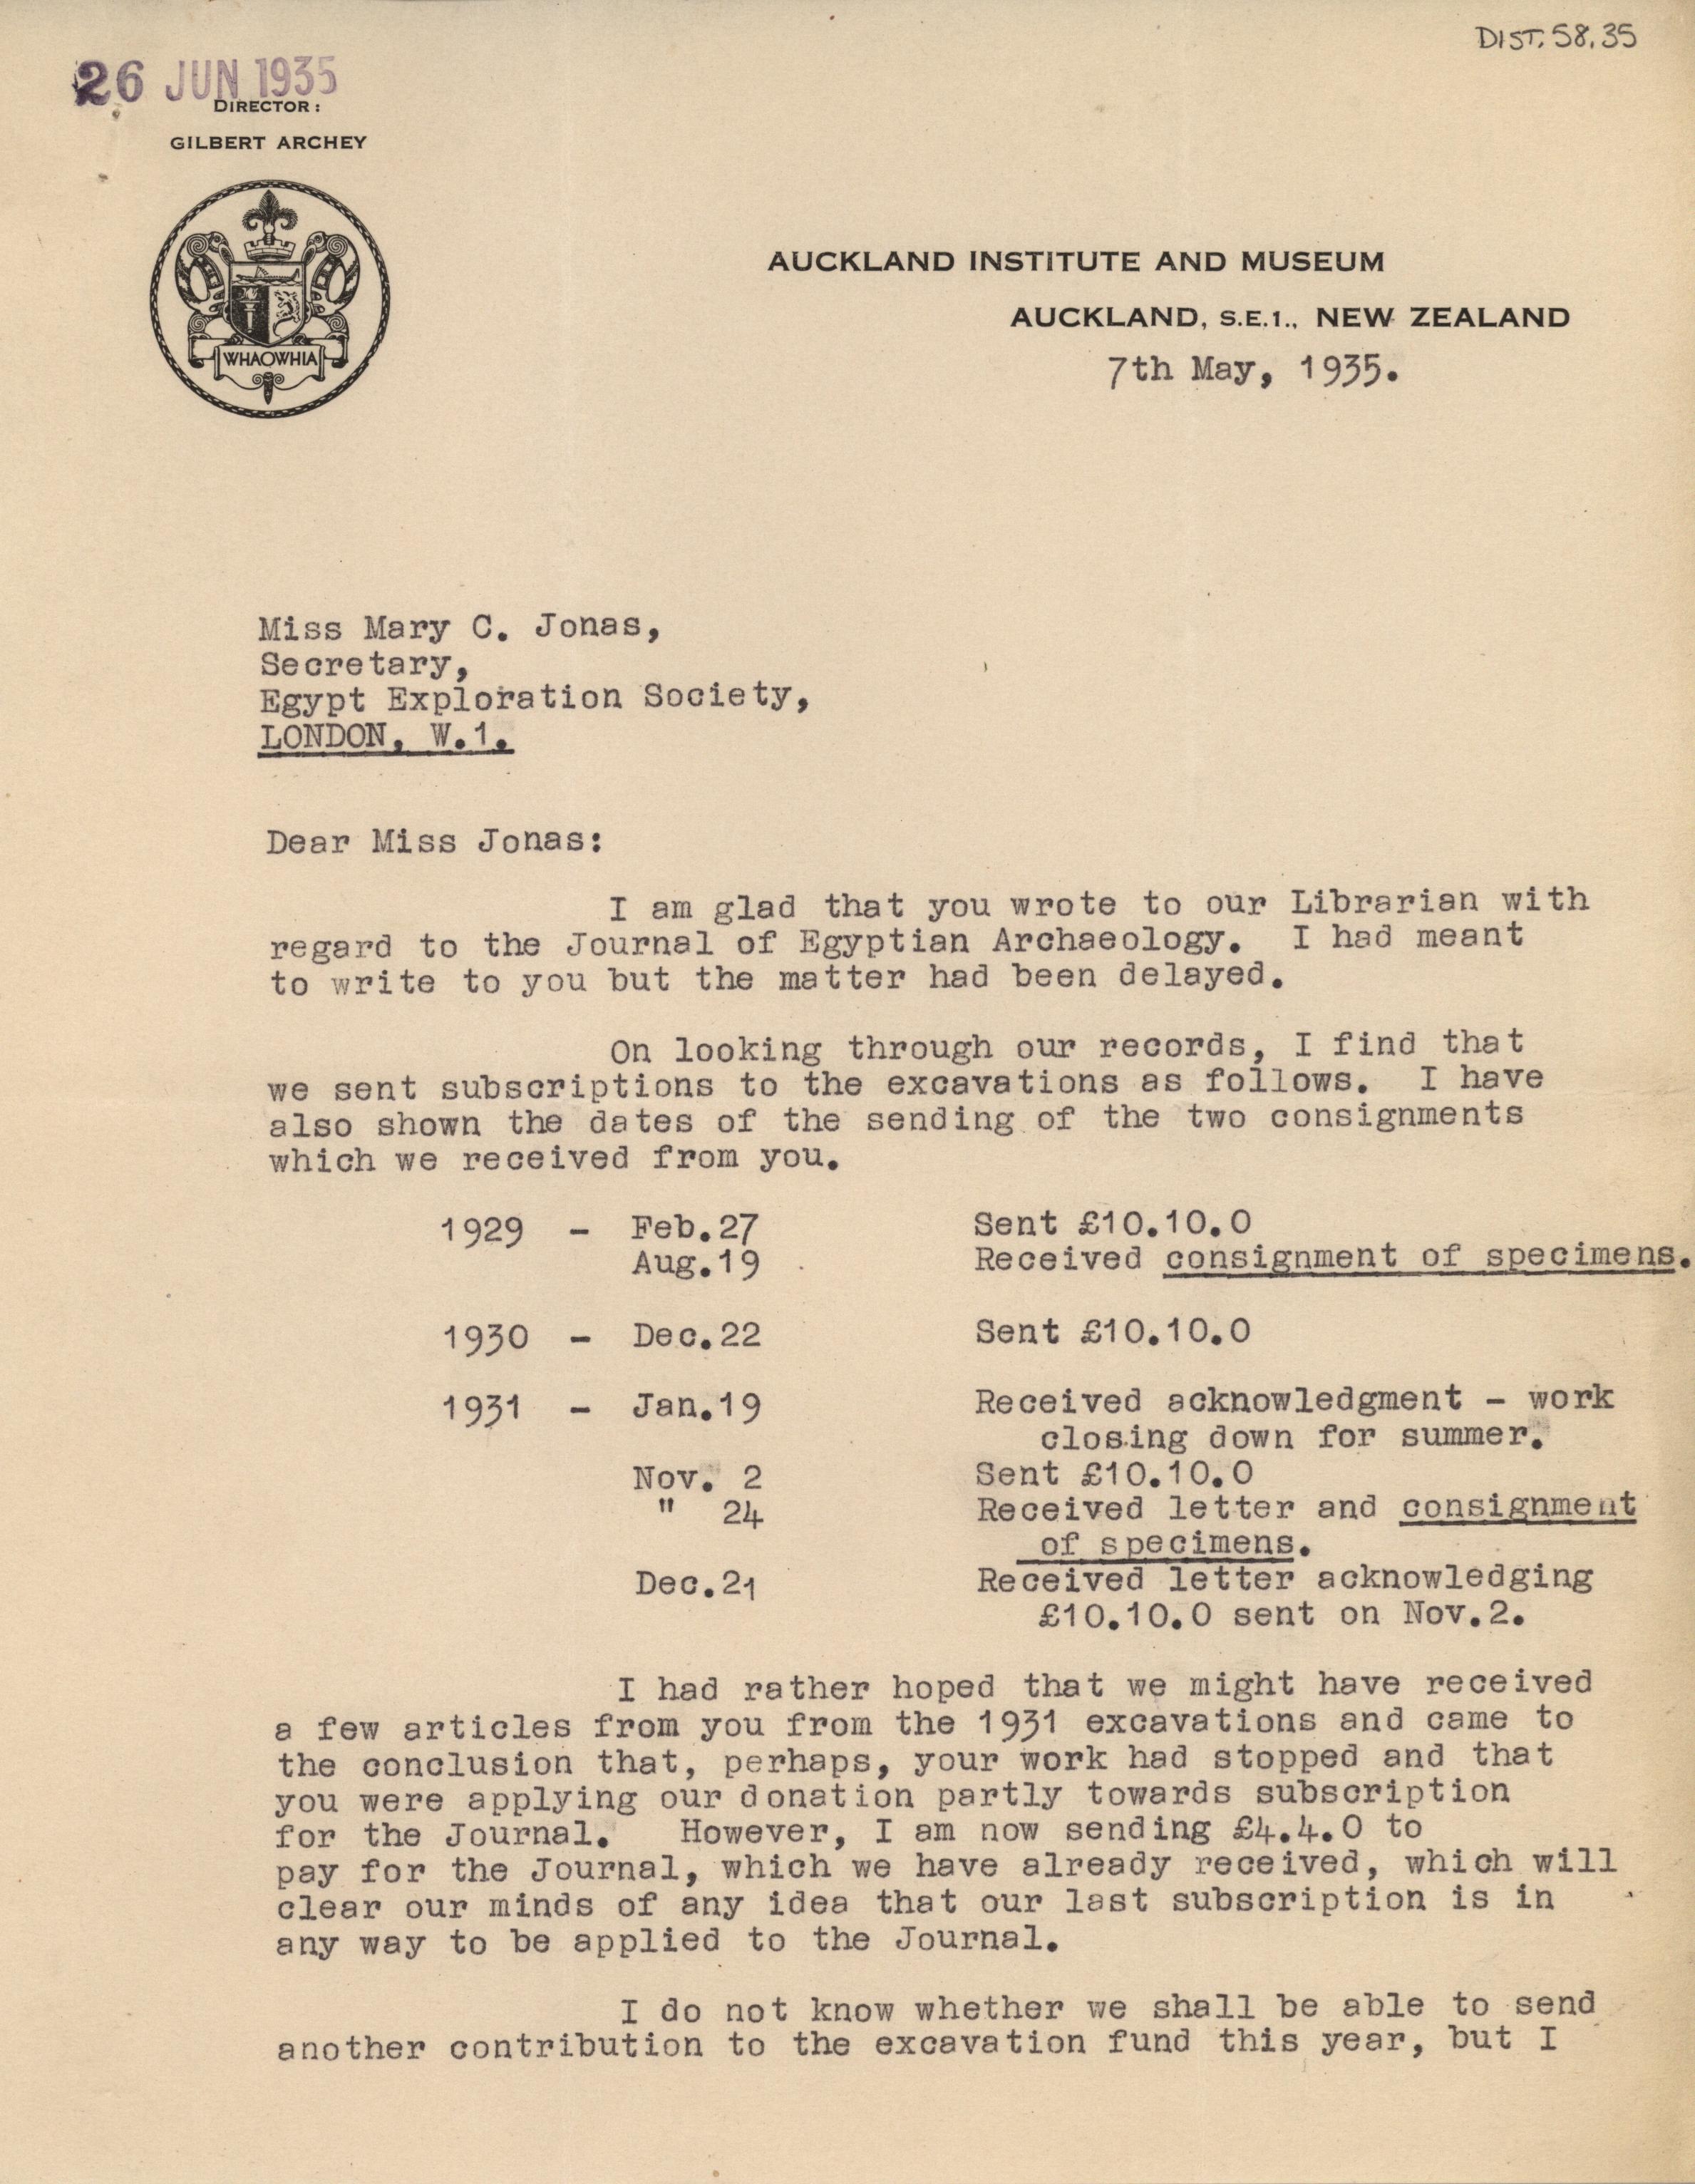 DIST. 58.35
26 JUN 1935
DIRECTOR:
GILBERT ARCHEY
WHAOWHIA
AUCKLAND INSTITUTE AND MUSEUM
AUCKLAND, S.E.1., NEW ZEALAND
7th May, 1935.
Miss Mary C. Jonas,
Secretary,
Egypt Exploration Society,
LONDON, W.1.
Dear Miss Jonas:
I am glad that you wrote to our Librarian with
regard to the Journal of Egyptian Archaeology. I had meant
to write to you but the matter had been delayed.
On looking through our records, I find that
we sent subscriptions to the excavations as follows. I have
also shown the dates of the sending of the two consignments
which we received from you.
1929 - Feb.27 Sent £10.10.0
Aug.19 Received consignment of specimens.
1930 - Dec.22 Sent £10.10.0
1931 - Jan.19 Received acknowledgment - work
closing down for summer.
Nov. 2 Sent £10.10.0
" 24 Received letter and consignment
of specimens.
Dec.21 Received letter acknowledging
£10.10.0 sent on Nov.2.
I had rather hoped that we might have received
a few articles from you from the 1931 excavations and came to
the conclusion that, perhaps, your work had stopped and that
you were applying our donation partly towards subscription
for the Journal. However, I am now sending £4.4.0 to
pay for the Journal, which we have already received, which will
clear our minds of any idea that our last subscription is in
any way to be applied to the Journal.
I do not know whether we shall be able to send
another contribution to the excavation fund this year, but I